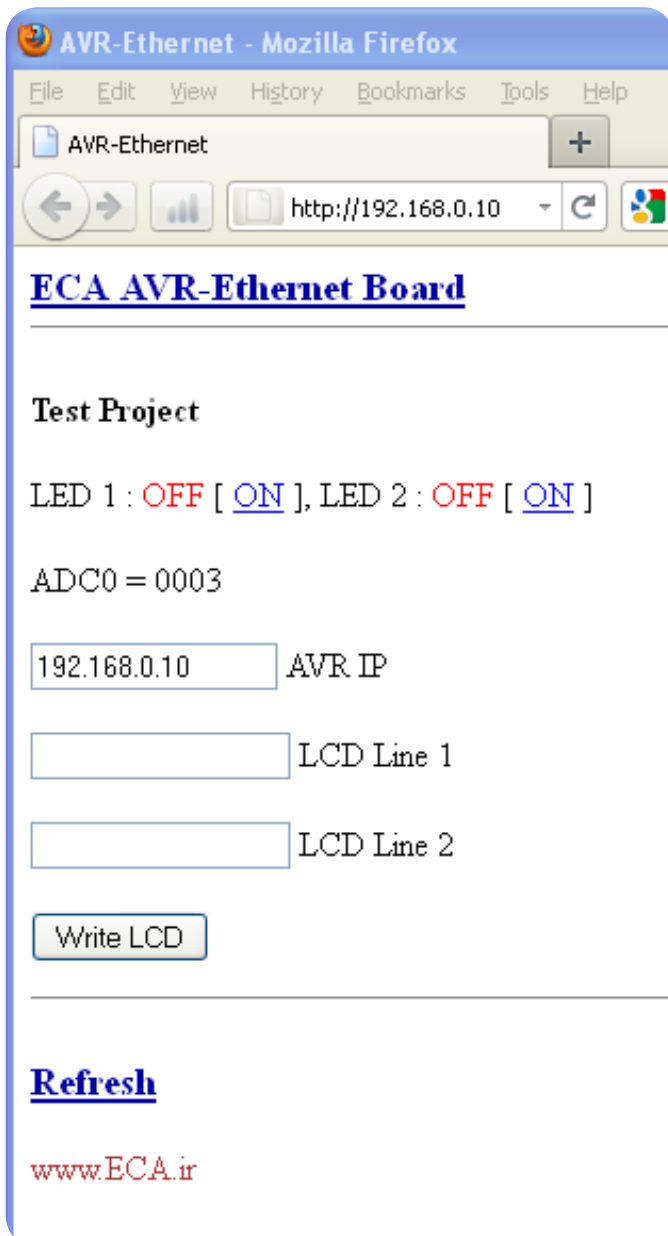 AVR-Ethernet - Mozilla Firefox
File Edit View History Bookmarks Tools Help
AVR-Ethernet +
http://192.168.0.10
ECA AVR-Ethernet Board
Test Project
LED 1 : OFF [ ON ], LED 2 : OFF [ ON ]
ADC0 = 0003
192.168.0.10 AVR IP
LCD Line 1
LCD Line 2
Write LCD
Refresh
www.ECA.ir